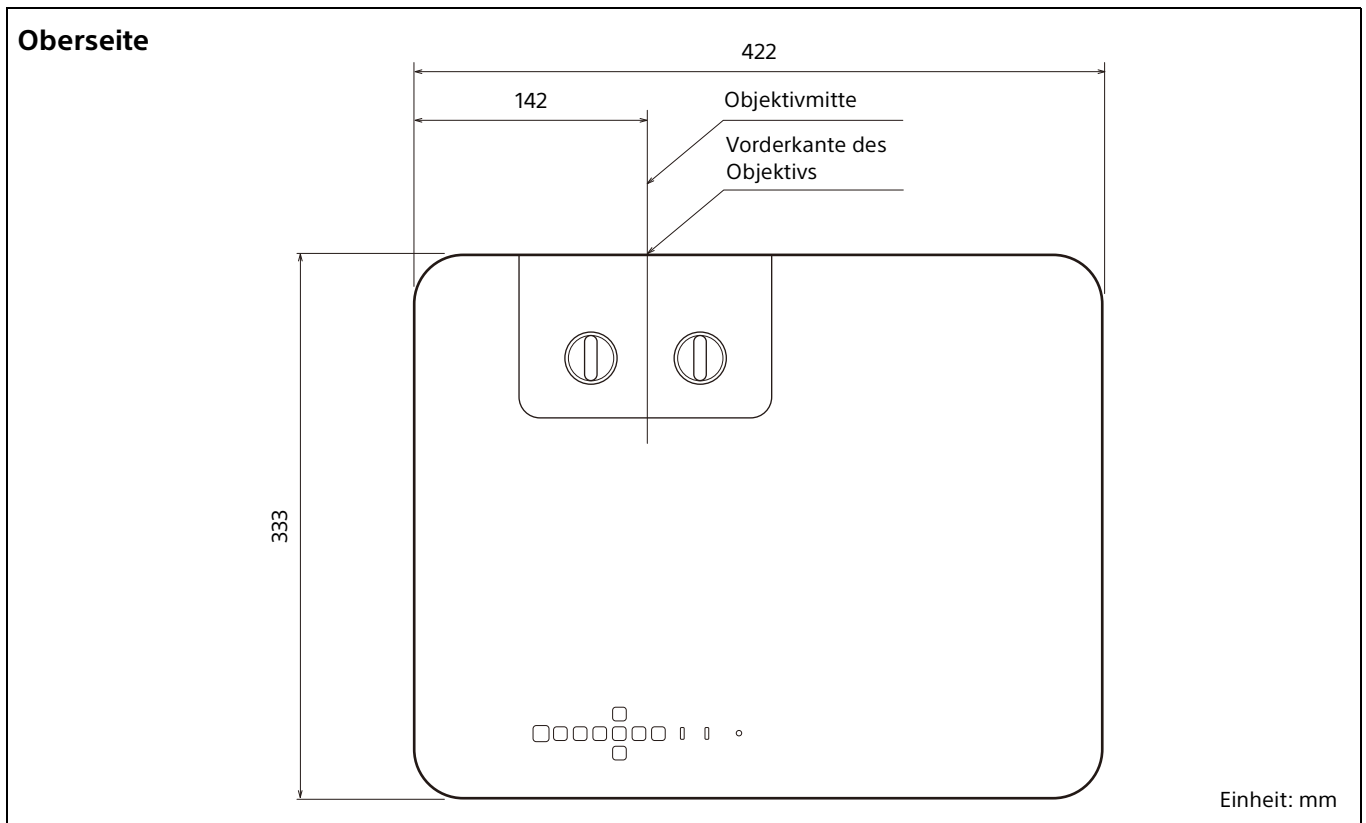 Oberseite
422
142
Objektivmitte
Vorderkante des
Objektivs
333
Einheit: mm